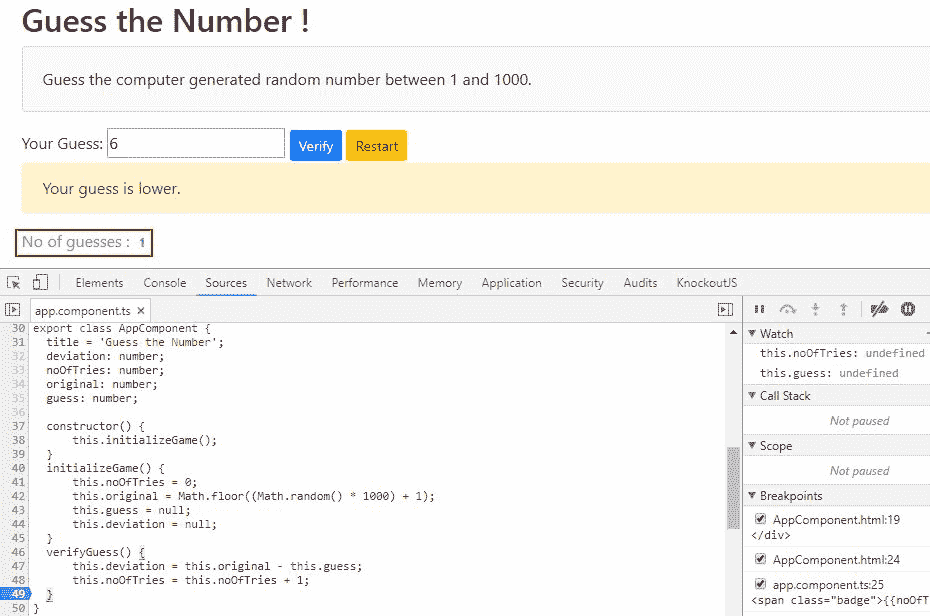 Guess the Number !
Guess the computer generated random number between 1 and 1000.
Your Guess: 6 Verify Restart
Your guess is lower.
No of guesses : 1
Elements Console Sources Network Performance Memory Application Security Audits KnockoutJS
app.component.ts ×
30 export class AppComponent {
31 title = 'Guess the Number';
32 deviation: number;
33 noOfTries: number;
34 original: number;
35 guess: number;
36
37 constructor() {
38 this.initializeGame();
39 }
40 initializeGame() {
41 this.noOfTries = 0;
42 this.original = Math.floor((Math.random() * 1000) + 1);
43 this.guess = null;
44 this.deviation = null;
45 }
46 verifyGuess() {
47 this.deviation = this.original - this.guess;
48 this.noOfTries = this.noOfTries + 1;
49 }
50 }
Watch
this.noOfTries: undefined
this.guess: undefined
Call Stack
Not paused
Scope
Not paused
Breakpoints
AppComponent.html:19
</div>
AppComponent.html:24
app.component.ts:25
<span class="badge">{{noOfT